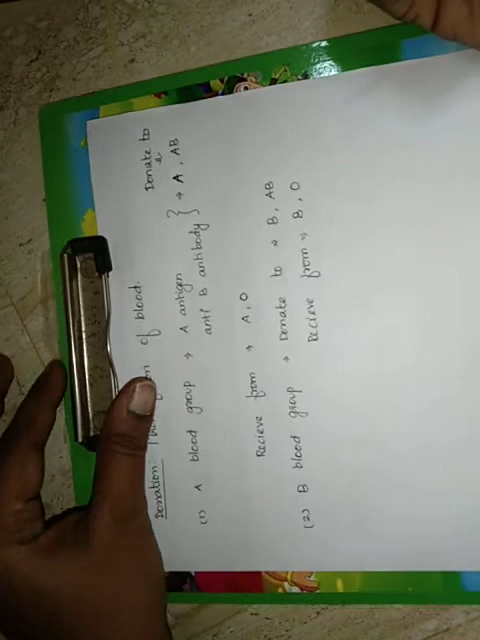 Donation: of blood
Donate to
(1) A blood group → A antigen
anti B antibody } → A, AB
Recieve from → A, O
(2) B blood group → Donate to ⇒ B, AB
Recieve from ⇒ B, O